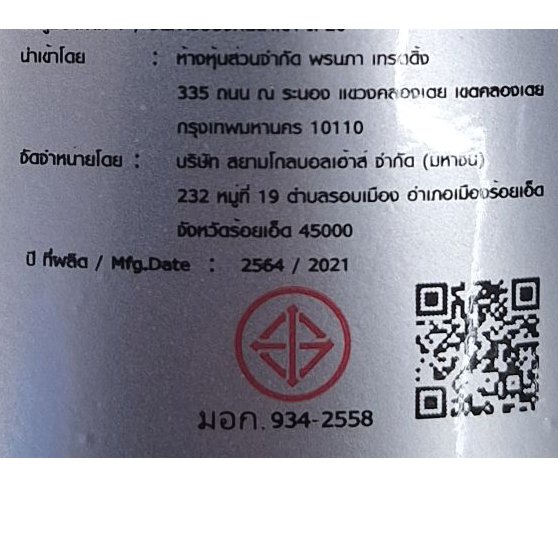 นำเข้าโดย : ห้างหุ้นส่วนจำกัด พรนภา เทรดดิ้ง
335 ถนน ณ ระนอง แขวงคลองเตย เขตคลองเตย
กรุงเทพมหานคร 10110
จัดจำหน่ายโดย : บริษัท สยามโกลบอลเฮ้าส์ จำกัด (มหาชน)
232 หมู่ที่ 19 ตำบลรอบเมือง อำเภอเมืองร้อยเอ็ด
จังหวัดร้อยเอ็ด 45000
ปี ที่ผลิต / Mfg.Date : 2564 / 2021
มอก. 934-2558